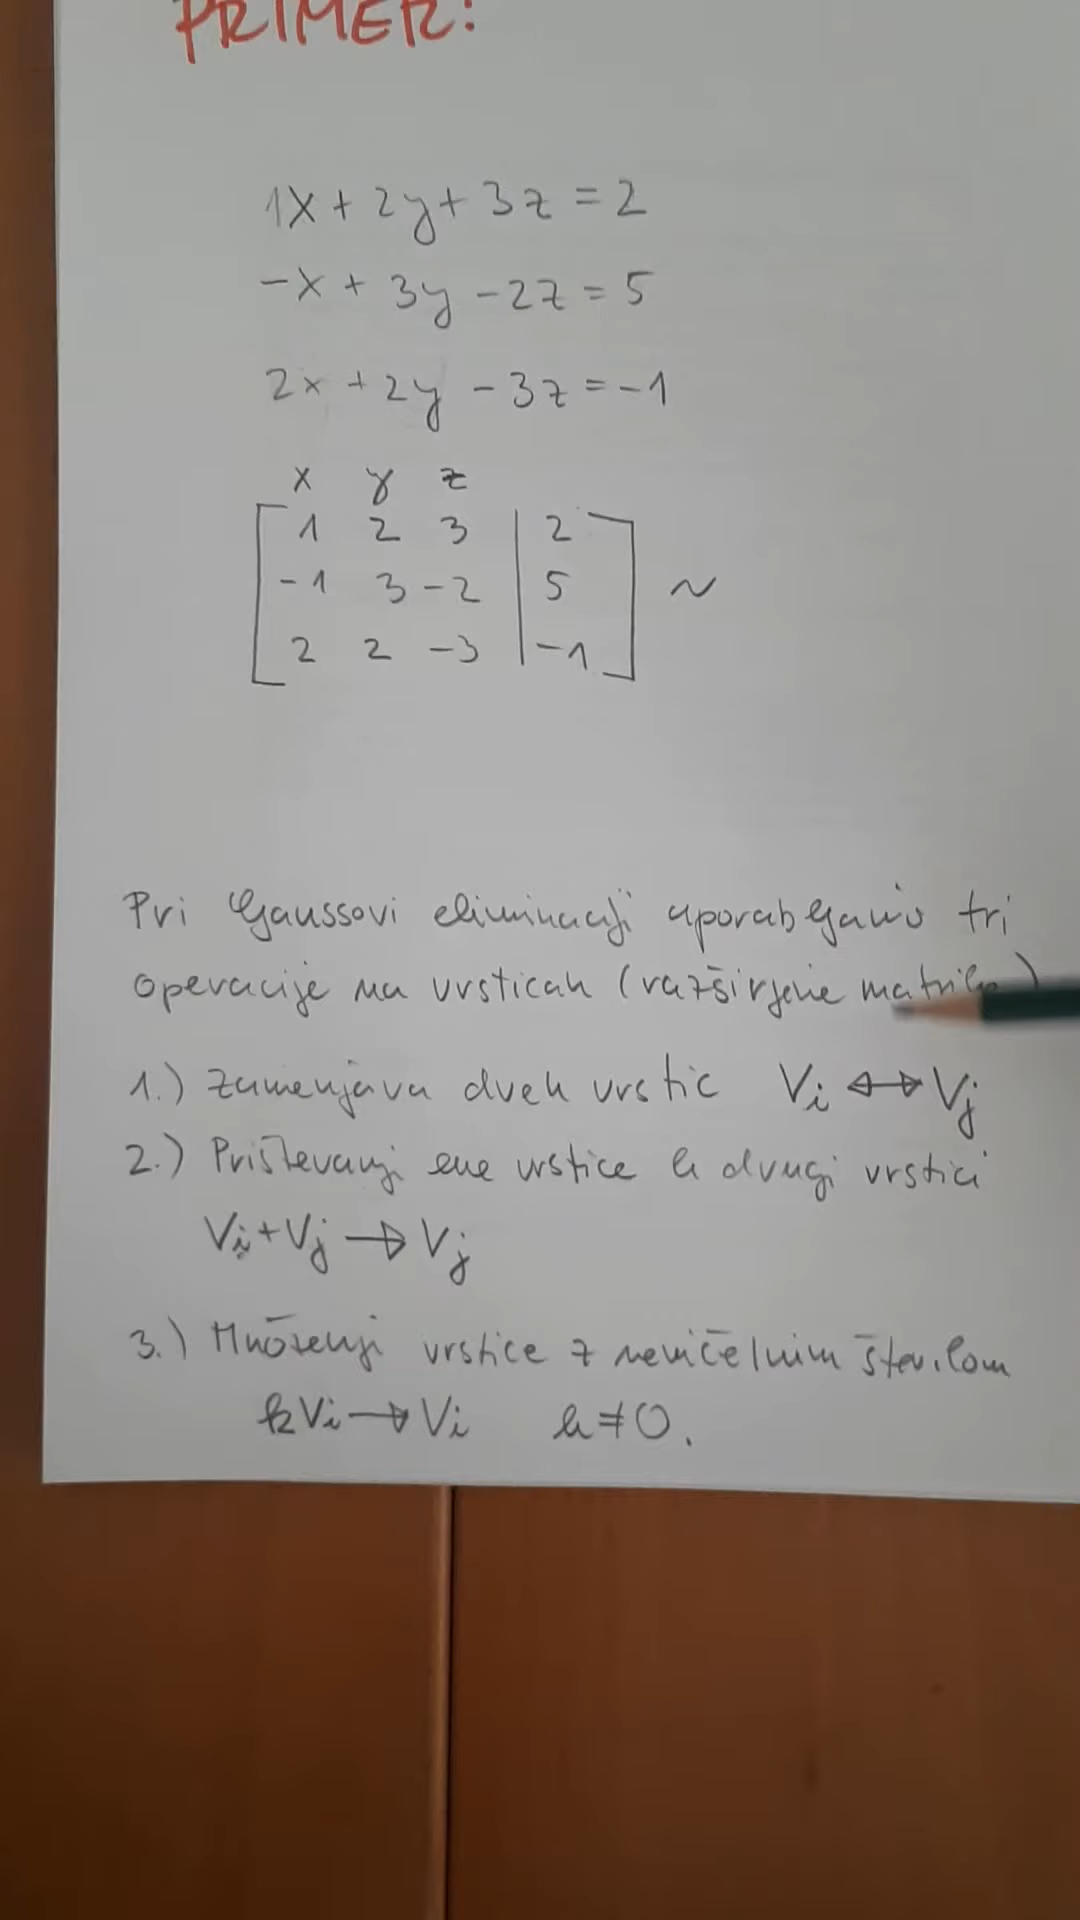 PRIMER:
1x + 2y + 3z = 2
-x + 3y - 2z = 5
2x + 2y - 3z = -1
x y z
1 2 3 | 2
-1 3 -2 | 5 ~
2 2 -3 | -1
Pri Gaussovi eliminaciji uporabljamo tri
operacije na vrsticah (razširjene matrike)
1.) Zamenjava dveh vrstic Vi ↔ Vj
2.) Prištevanje ene vrstice k drugi vrstici
Vi + Vj → Vj
3.) Množenje vrstice z neničelnim številom
kVi → Vi k ≠ 0.